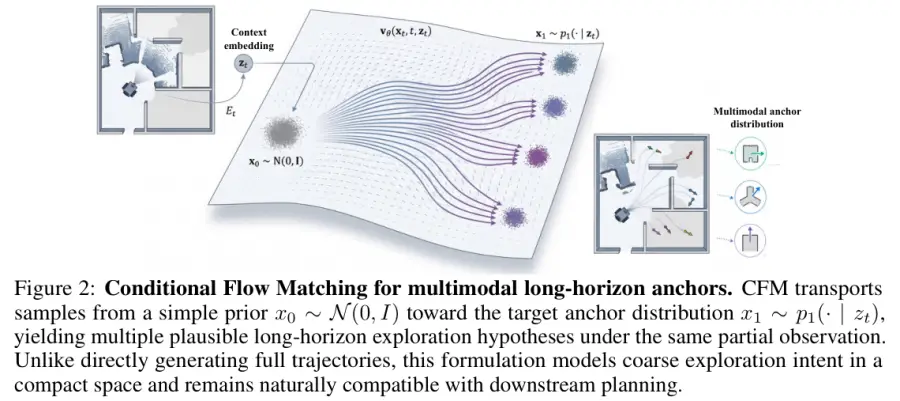 Context
embedding
z_t
E_t
v_θ(x_t, t, z_t)
x_1 ~ p_1(· | z_t)
x_0 ~ N(0, I)
Multimodal anchor
distribution
Figure 2: Conditional Flow Matching for multimodal long-horizon anchors. CFM transports
samples from a simple prior x_0 ∼ 𝒩(0, I) toward the target anchor distribution x_1 ∼ p_1(· | z_t),
yielding multiple plausible long-horizon exploration hypotheses under the same partial observation.
Unlike directly generating full trajectories, this formulation models coarse exploration intent in a
compact space and remains naturally compatible with downstream planning.